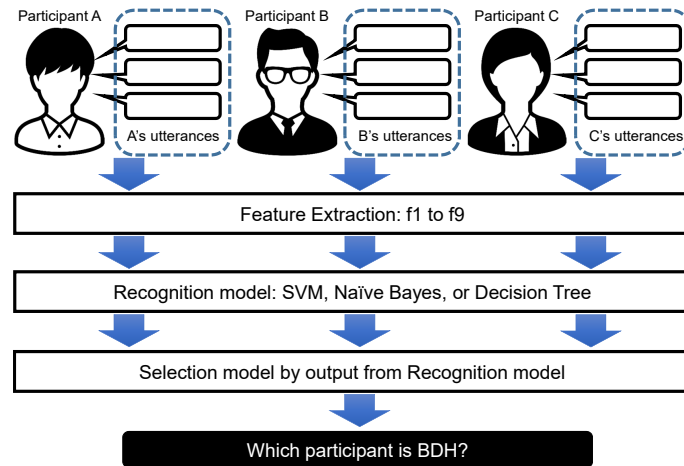 Participant A
Participant B
Participant C
A's utterances
B's utterances
C's utterances
Feature Extraction: f1 to f9
Recognition model: SVM, Naïve Bayes, or Decision Tree
Selection model by output from Recognition model
Which participant is BDH?